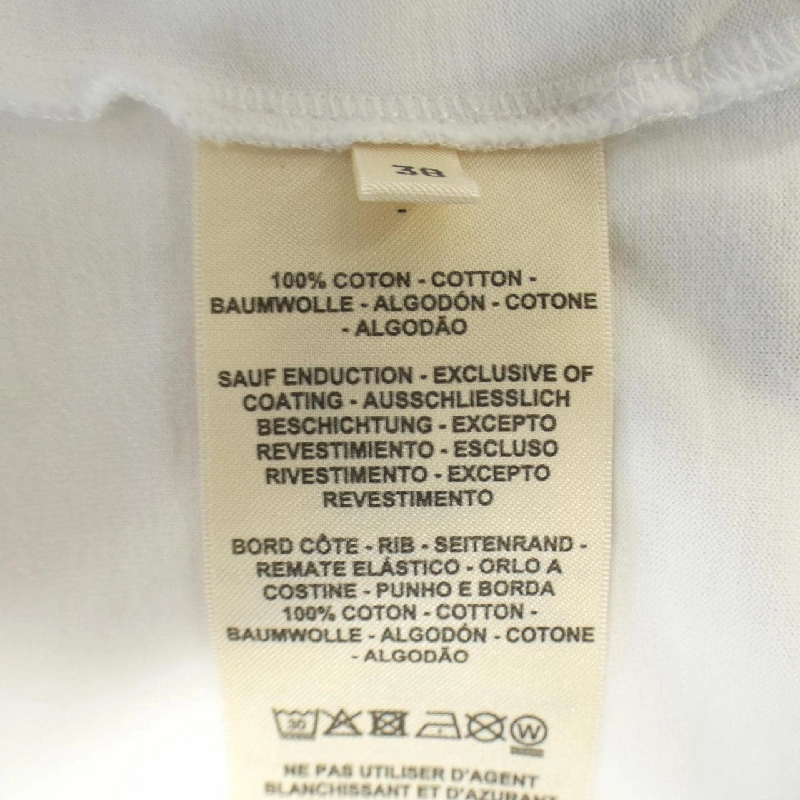 38
100% COTON - COTTON -
BAUMWOLLE - ALGODÓN - COTONE
- ALGODÃO
SAUF ENDUCTION - EXCLUSIVE OF
COATING - AUSSCHLIESSLICH
BESCHICHTUNG - EXCEPTO
REVESTIMIENTO - ESCLUSO
RIVESTIMENTO - EXCEPTO
REVESTIMENTO
BORD CÔTE - RIB - SEITENRAND -
REMATE ELÁSTICO - ORLO A
COSTINE - PUNHO E BORDA
100% COTON - COTTON -
BAUMWOLLE - ALGODÓN - COTONE
- ALGODÃO
30 W
NE PAS UTILISER D'AGENT
BLANCHISSANT ET D'AZURANT